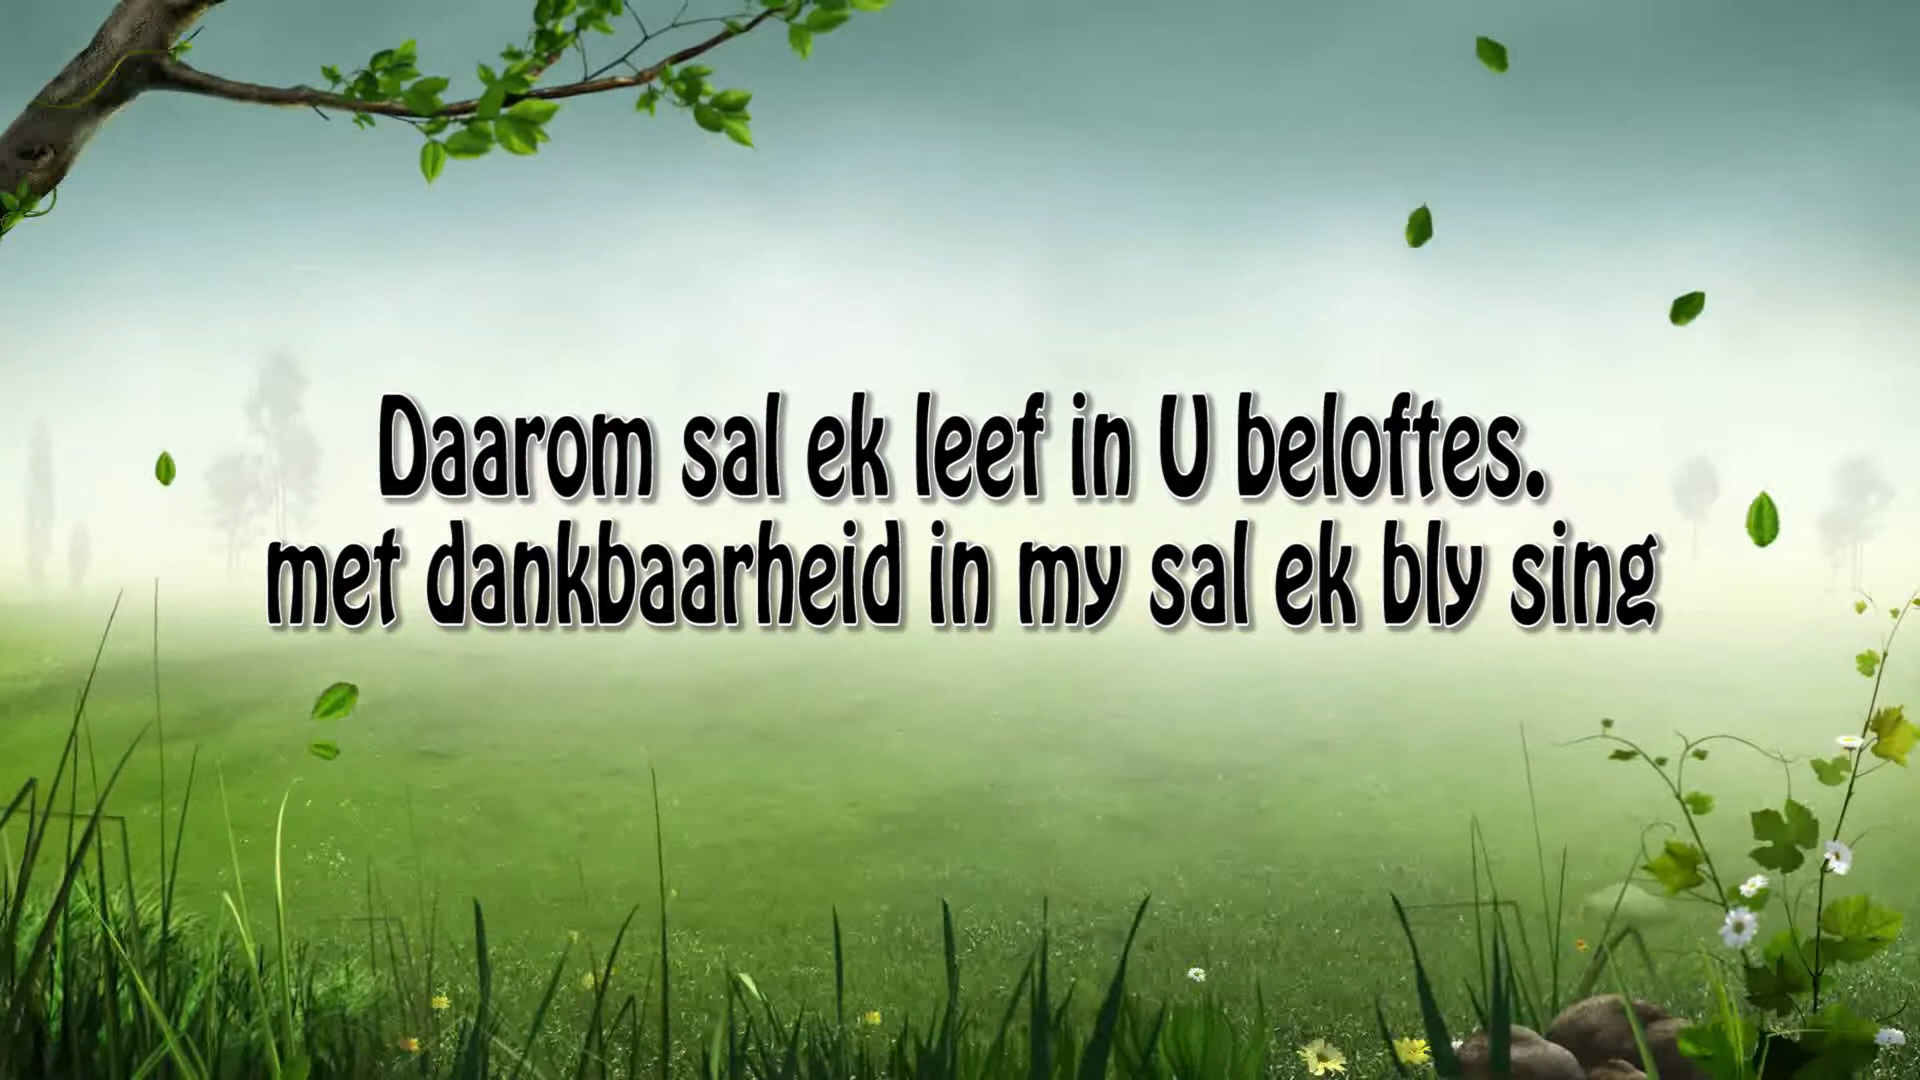 Daarom sal ek leef in U beloftes.
met dankbaarheid in my sal ek bly sing